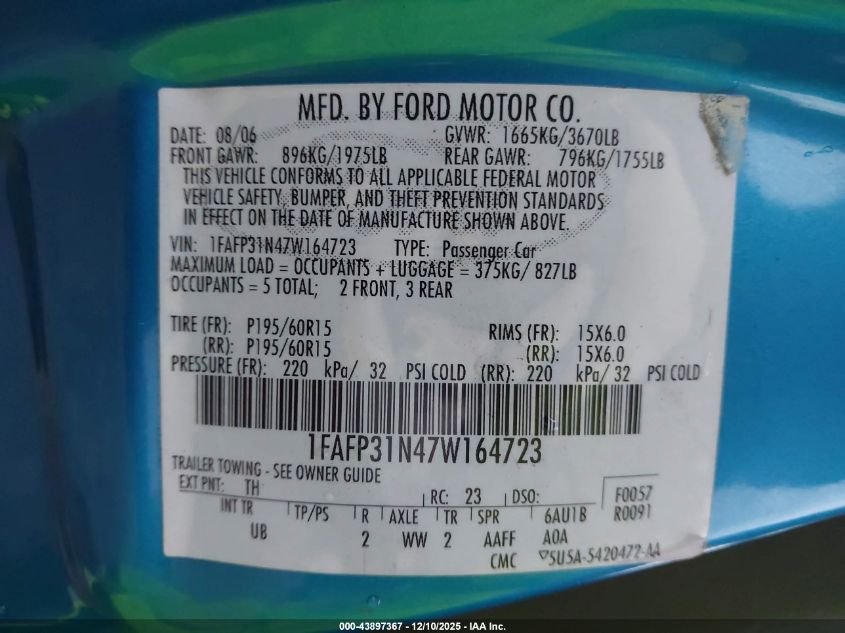 MFD. BY FORD MOTOR CO.
DATE: 08/06 GVWR: 1665KG/3670LB
FRONT GAWR: 896KG/1975LB REAR GAWR: 796KG/1755LB
THIS VEHICLE CONFORMS TO ALL APPLICABLE FEDERAL MOTOR
VEHICLE SAFETY, BUMPER, AND THEFT PREVENTION STANDARDS
IN EFFECT ON THE DATE OF MANUFACTURE SHOWN ABOVE.
VIN: 1FAFP31N47W164723 TYPE: Passenger Car
MAXIMUM LOAD = OCCUPANTS + LUGGAGE = 375KG/ 827LB
OCCUPANTS = 5 TOTAL; 2 FRONT, 3 REAR
TIRE (FR): P195/60R15 RIMS (FR): 15X6.0
(RR): P195/60R15 (RR): 15X6.0
PRESSURE (FR): 220 kPa/ 32 PSI COLD (RR): 220 kPa/ 32 PSI COLD
1FAFP31N47W164723
TRAILER TOWING - SEE OWNER GUIDE
EXT PNT: TH RC: 23 DSO: F0057
INT TR TP/PS R AXLE TR SPR 6AU1B R0091
UB 2 WW 2 AAFF AOA
CMC 5U5A-5420472-AA
000-43897367 - 12/10/2025 - IAA Inc.